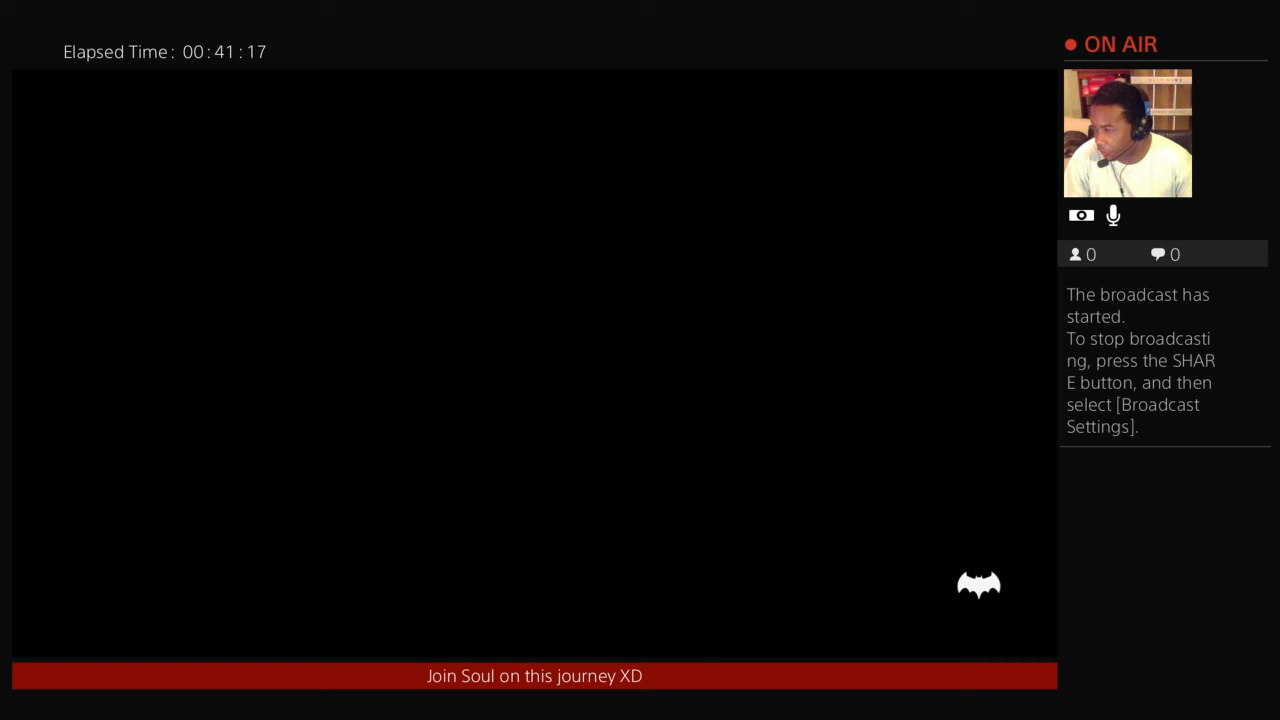 Elapsed Time: 00:41:17
ON AIR
0 0
The broadcast has
started.
To stop broadcasti
ng, press the SHAR
E button, and then
select [Broadcast
Settings].
Join Soul on this journey XD